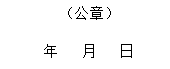 （公章）
年 月 日